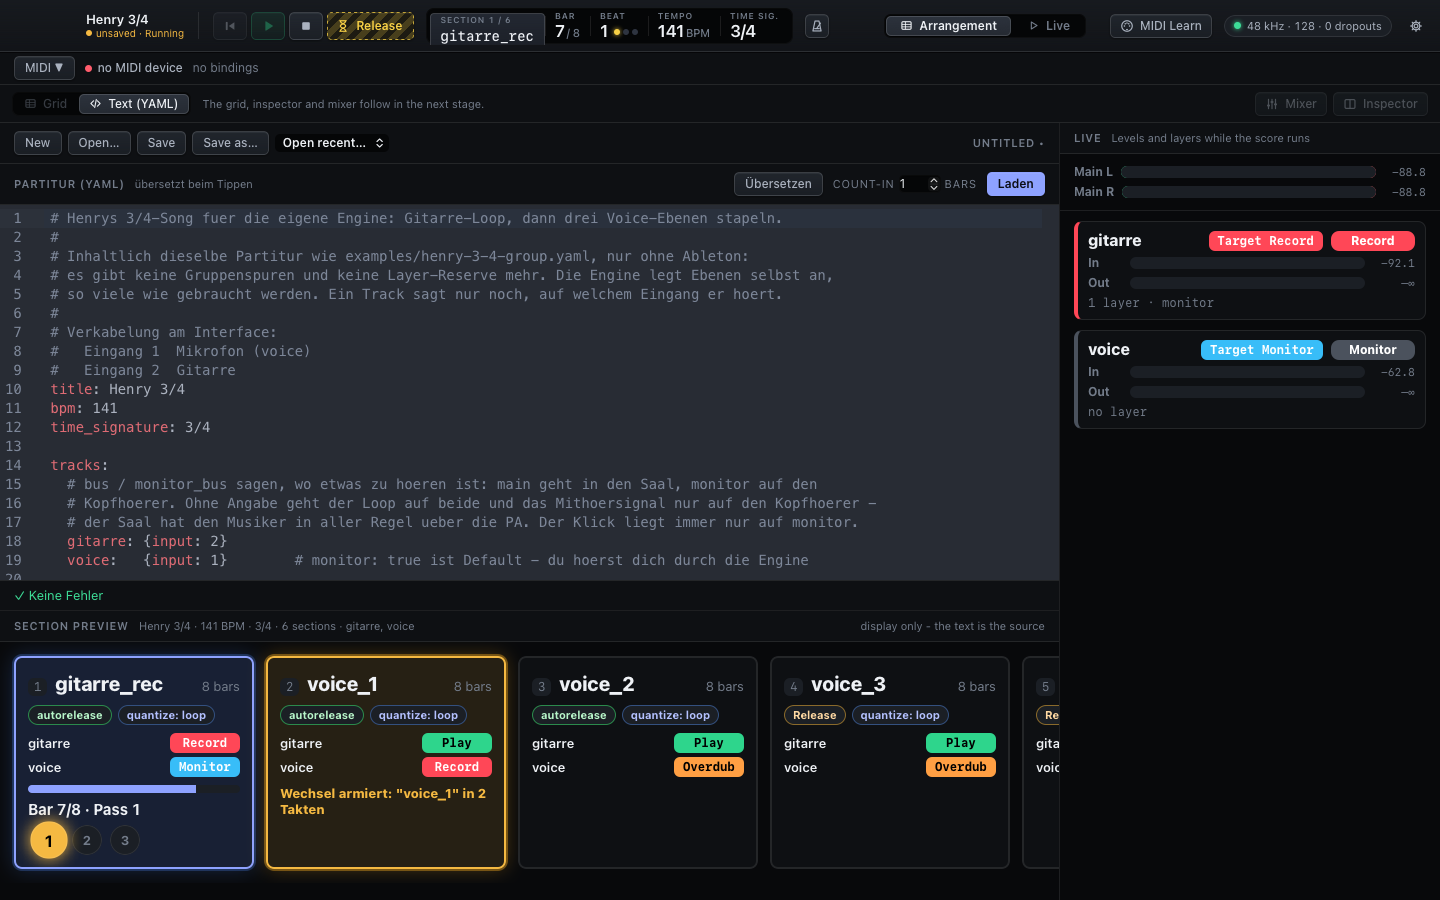 Henry 3/4
unsaved · Running
Release
SECTION 1 / 6
gitarre_rec
BAR
7 / 8
BEAT
1
TEMPO
141 BPM
TIME SIG.
3/4
Arrangement
Live
MIDI Learn
48 kHz · 128 · 0 dropouts
MIDI ▼
no MIDI device
no bindings
Grid
Text (YAML)
The grid, inspector and mixer follow in the next stage.
Mixer
Inspector
New
Open...
Save
Save as...
Open recent...
UNTITLED •
PARTITUR (YAML)
übersetzt beim Tippen
Übersetzen
COUNT-IN 1 BARS
Laden
1 # Henrys 3/4-Song fuer die eigene Engine: Gitarre-Loop, dann drei Voice-Ebenen stapeln.
2 #
3 # Inhaltlich dieselbe Partitur wie examples/henry-3-4-group.yaml, nur ohne Ableton:
4 # es gibt keine Gruppenspuren und keine Layer-Reserve mehr. Die Engine legt Ebenen selbst an,
5 # so viele wie gebraucht werden. Ein Track sagt nur noch, auf welchem Eingang er hoert.
6 #
7 # Verkabelung am Interface:
8 #   Eingang 1  Mikrofon (voice)
9 #   Eingang 2  Gitarre
10 title: Henry 3/4
11 bpm: 141
12 time_signature: 3/4
13
14 tracks:
15   # bus / monitor_bus sagen, wo etwas zu hoeren ist: main geht in den Saal, monitor auf den
16   # Kopfhoerer. Ohne Angabe geht der Loop auf beide und das Mithoersignal nur auf den Kopfhoerer –
17   # der Saal hat den Musiker in aller Regel ueber die PA. Der Klick liegt immer nur auf monitor.
18   gitarre: {input: 2}
19   voice:   {input: 1}        # monitor: true ist Default – du hoerst dich durch die Engine
20
✓ Keine Fehler
SECTION PREVIEW
Henry 3/4 · 141 BPM · 3/4 · 6 sections · gitarre, voice
display only - the text is the source
1 gitarre_rec 8 bars
autorelease
quantize: loop
gitarre Record
voice Monitor
Bar 7/8 · Pass 1
1 2 3
2 voice_1 8 bars
autorelease
quantize: loop
gitarre Play
voice Record
Wechsel armiert: "voice_1" in 2
Takten
3 voice_2 8 bars
autorelease
quantize: loop
gitarre Play
voice Overdub
4 voice_3 8 bars
Release
quantize: loop
gitarre Play
voice Overdub
5
Re
gita
voic
LIVE
Levels and layers while the score runs
Main L −88.8
Main R −88.8
gitarre
Target Record
Record
In −92.1
Out −∞
1 layer · monitor
voice
Target Monitor
Monitor
In −62.8
Out −∞
no layer